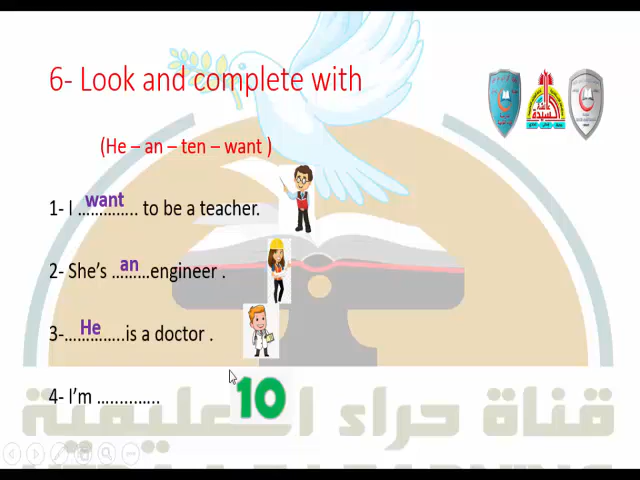 6- Look and complete with
(He – an – ten – want )
1- I ..want.. to be a teacher.
2- She's ...an...engineer .
3-....He....is a doctor .
4- I'm ..............
10
قناة حراء التعليمية